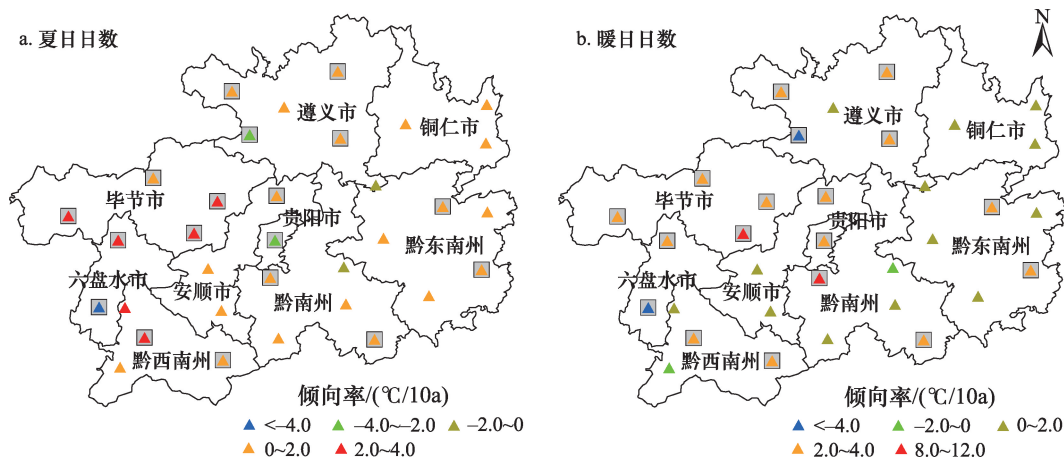 a. 夏日日数
遵义市
铜仁市
毕节市
贵阳市
黔东南州
六盘水市
安顺市
黔南州
黔西南州
倾向率/(℃/10a)
<–4.0 –4.0~–2.0 –2.0~0
0~2.0 2.0~4.0
b. 暖日日数
N
遵义市
铜仁市
毕节市
贵阳市
黔东南州
六盘水市
安顺市
黔南州
黔西南州
倾向率/(℃/10a)
<–4.0 –2.0~0 0~2.0
2.0~4.0 8.0~12.0